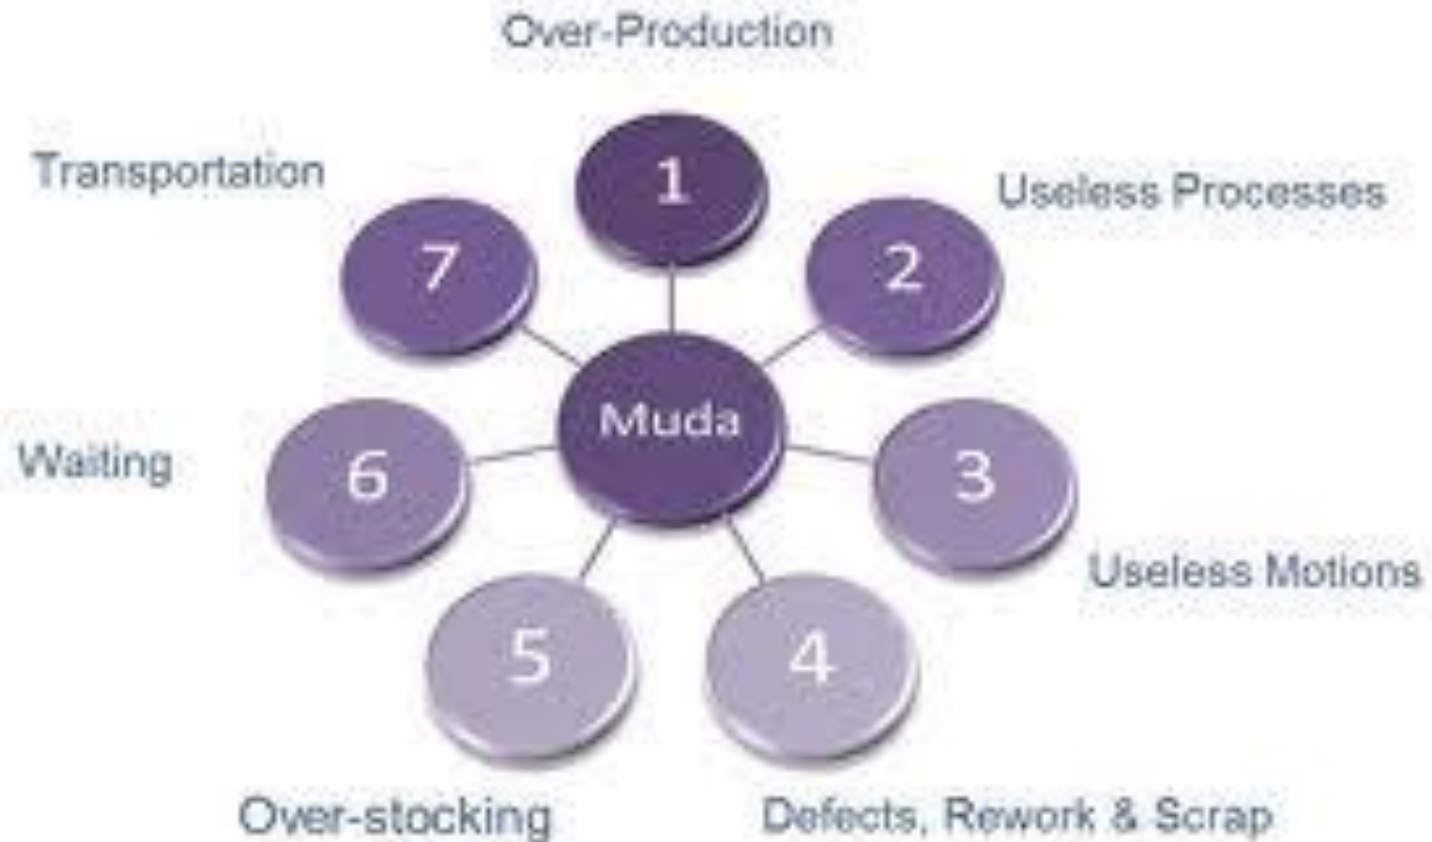 Over-Production
1
Useless Processes
2
3
Useless Motions
4
Defects, Rework & Scrap
5
Over-stocking
6
Waiting
7
Transportation
Muda